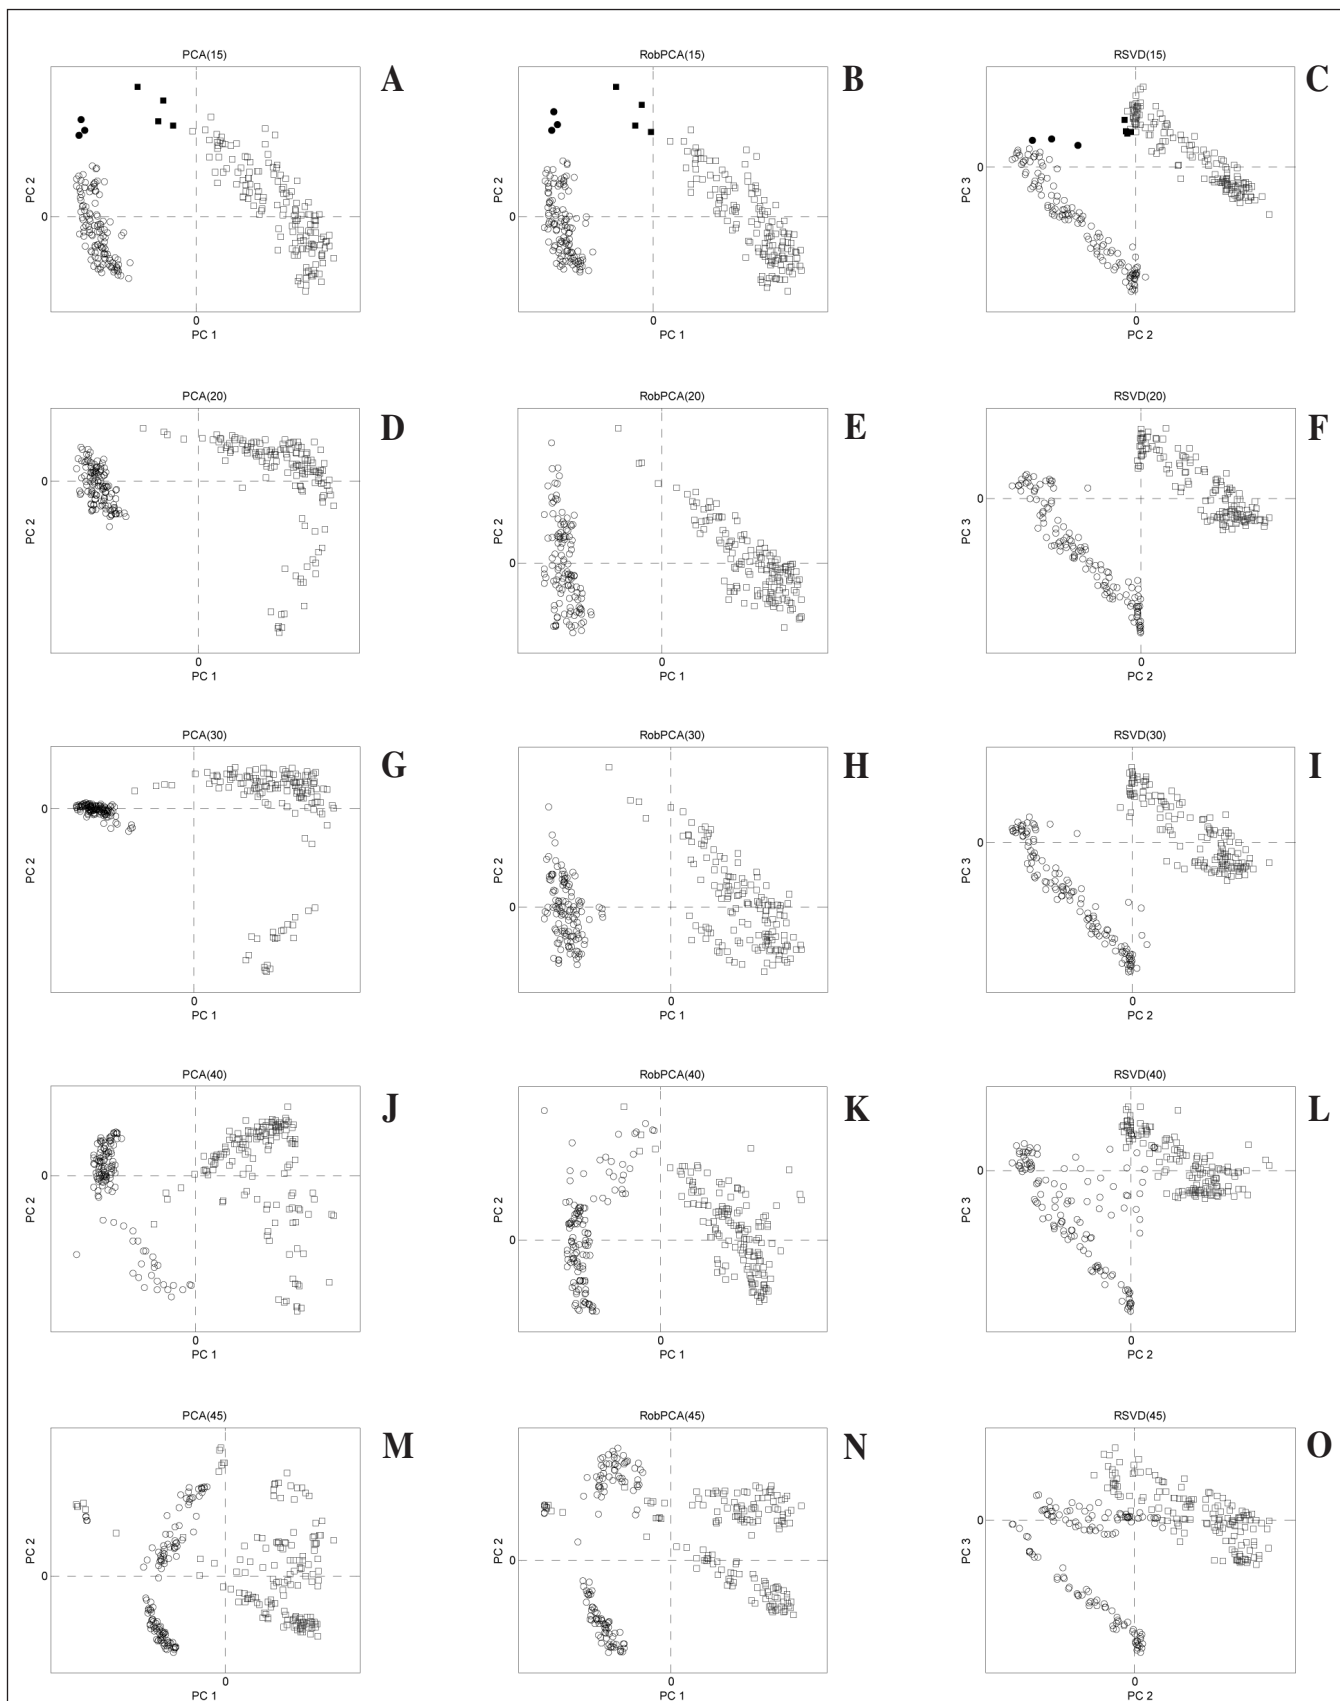 PCA(15)
A
PC 2
0
0
PC 1
RobPCA(15)
B
PC 2
0
0
PC 1
RSVD(15)
C
PC 3
0
0
PC 2
PCA(20)
D
PC 2
0
0
PC 1
RobPCA(20)
E
PC 2
0
0
PC 1
RSVD(20)
F
PC 3
0
0
PC 2
PCA(30)
G
PC 2
0
0
PC 1
RobPCA(30)
H
PC 2
0
0
PC 1
RSVD(30)
I
PC 3
0
0
PC 2
PCA(40)
J
PC 2
0
0
PC 1
RobPCA(40)
K
PC 2
0
0
PC 1
RSVD(40)
L
PC 3
0
0
PC 2
PCA(45)
M
PC 2
0
0
PC 1
RobPCA(45)
N
PC 2
0
0
PC 1
RSVD(45)
O
PC 3
0
0
PC 2